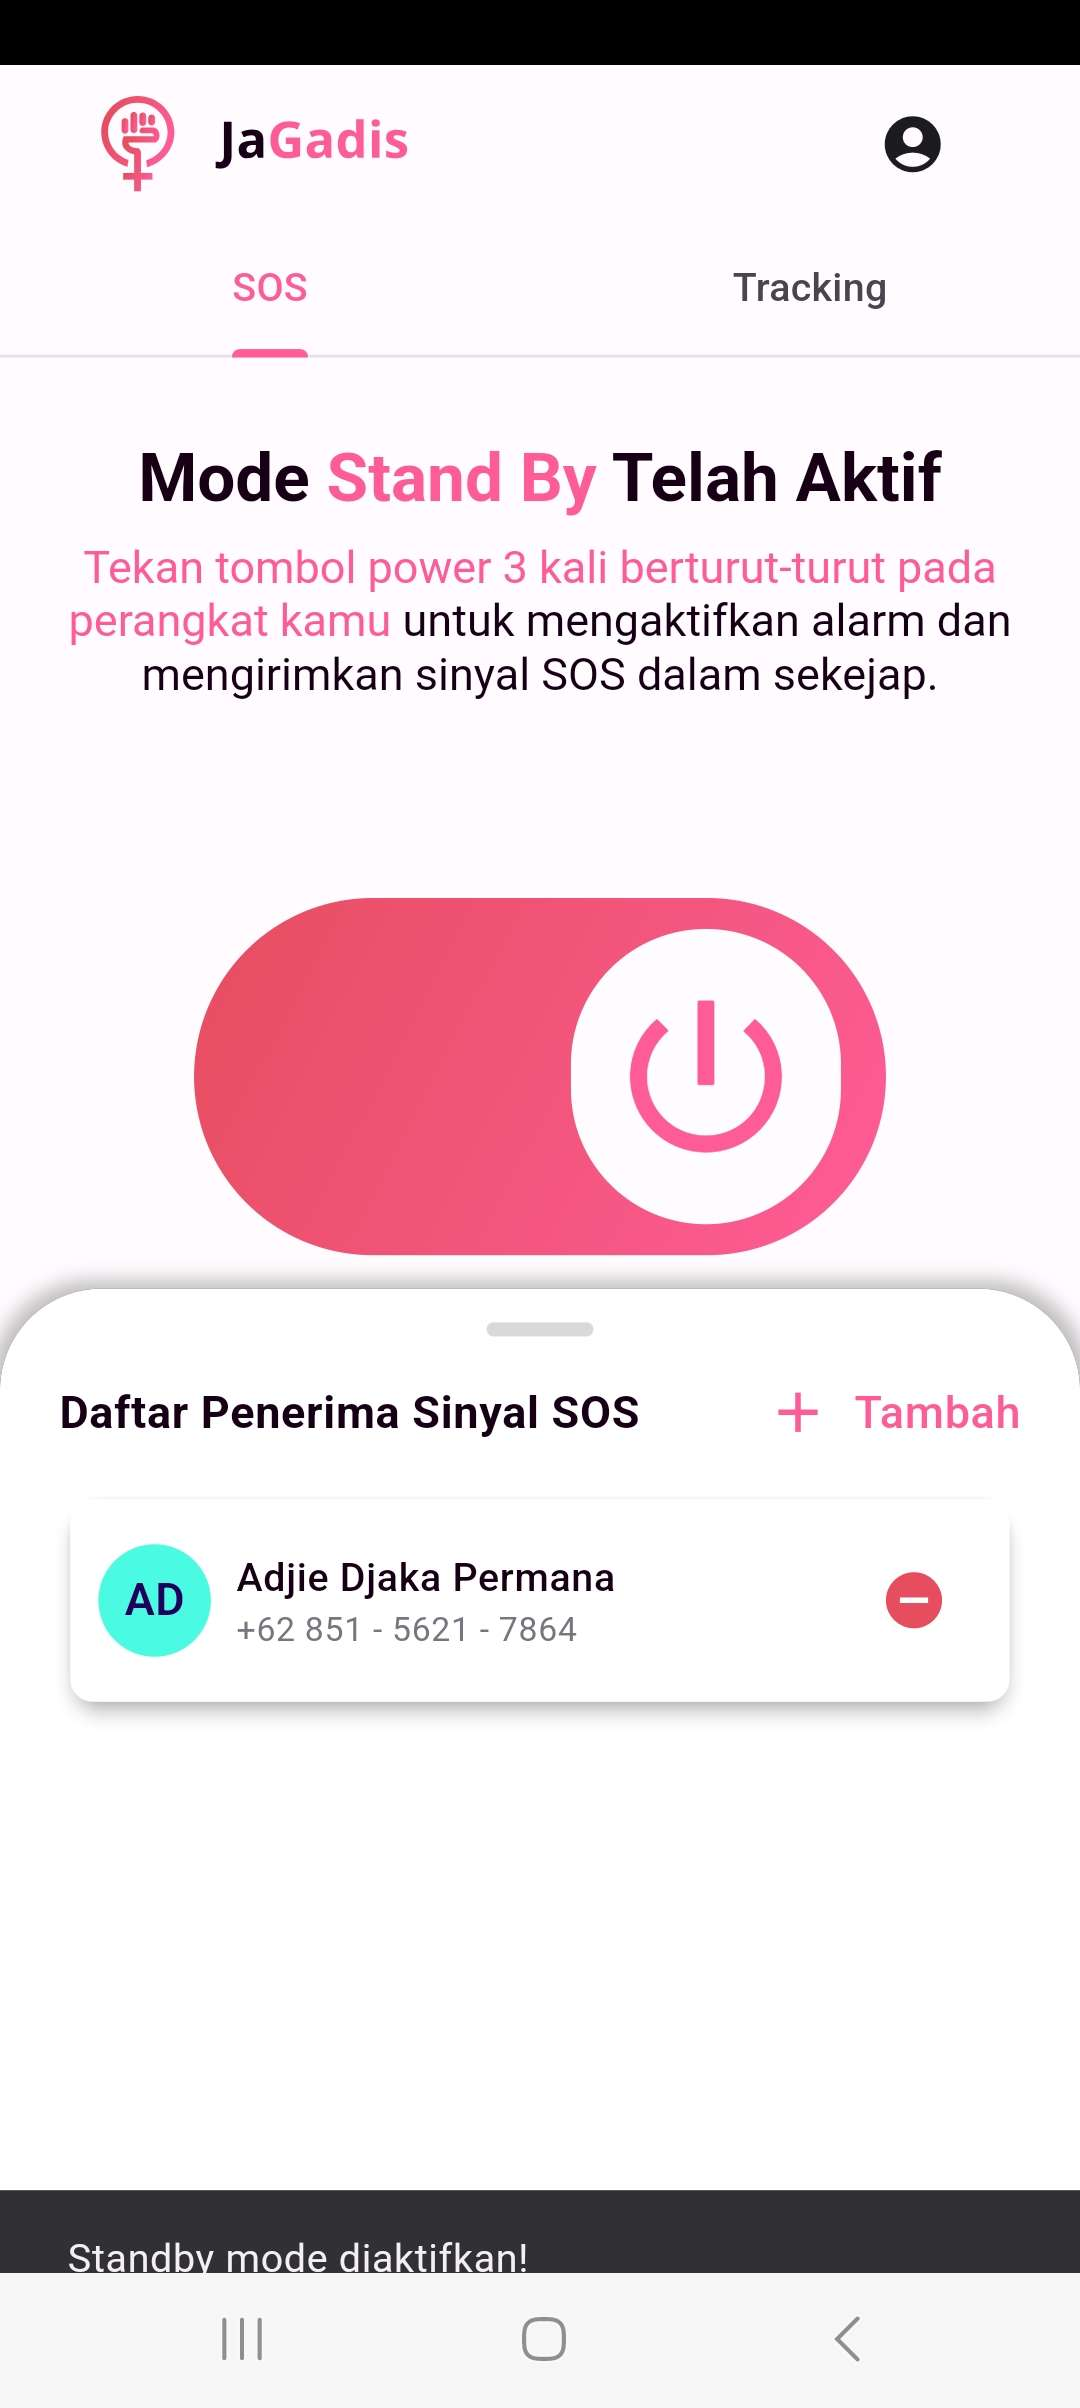 JaGadis
SOS
Tracking
Mode Stand By Telah Aktif
Tekan tombol power 3 kali berturut-turut pada
perangkat kamu untuk mengaktifkan alarm dan
mengirimkan sinyal SOS dalam sekejap.
Daftar Penerima Sinyal SOS
Tambah
AD
Adjie Djaka Permana
+62 851 - 5621 - 7864
Standby mode diaktifkan!